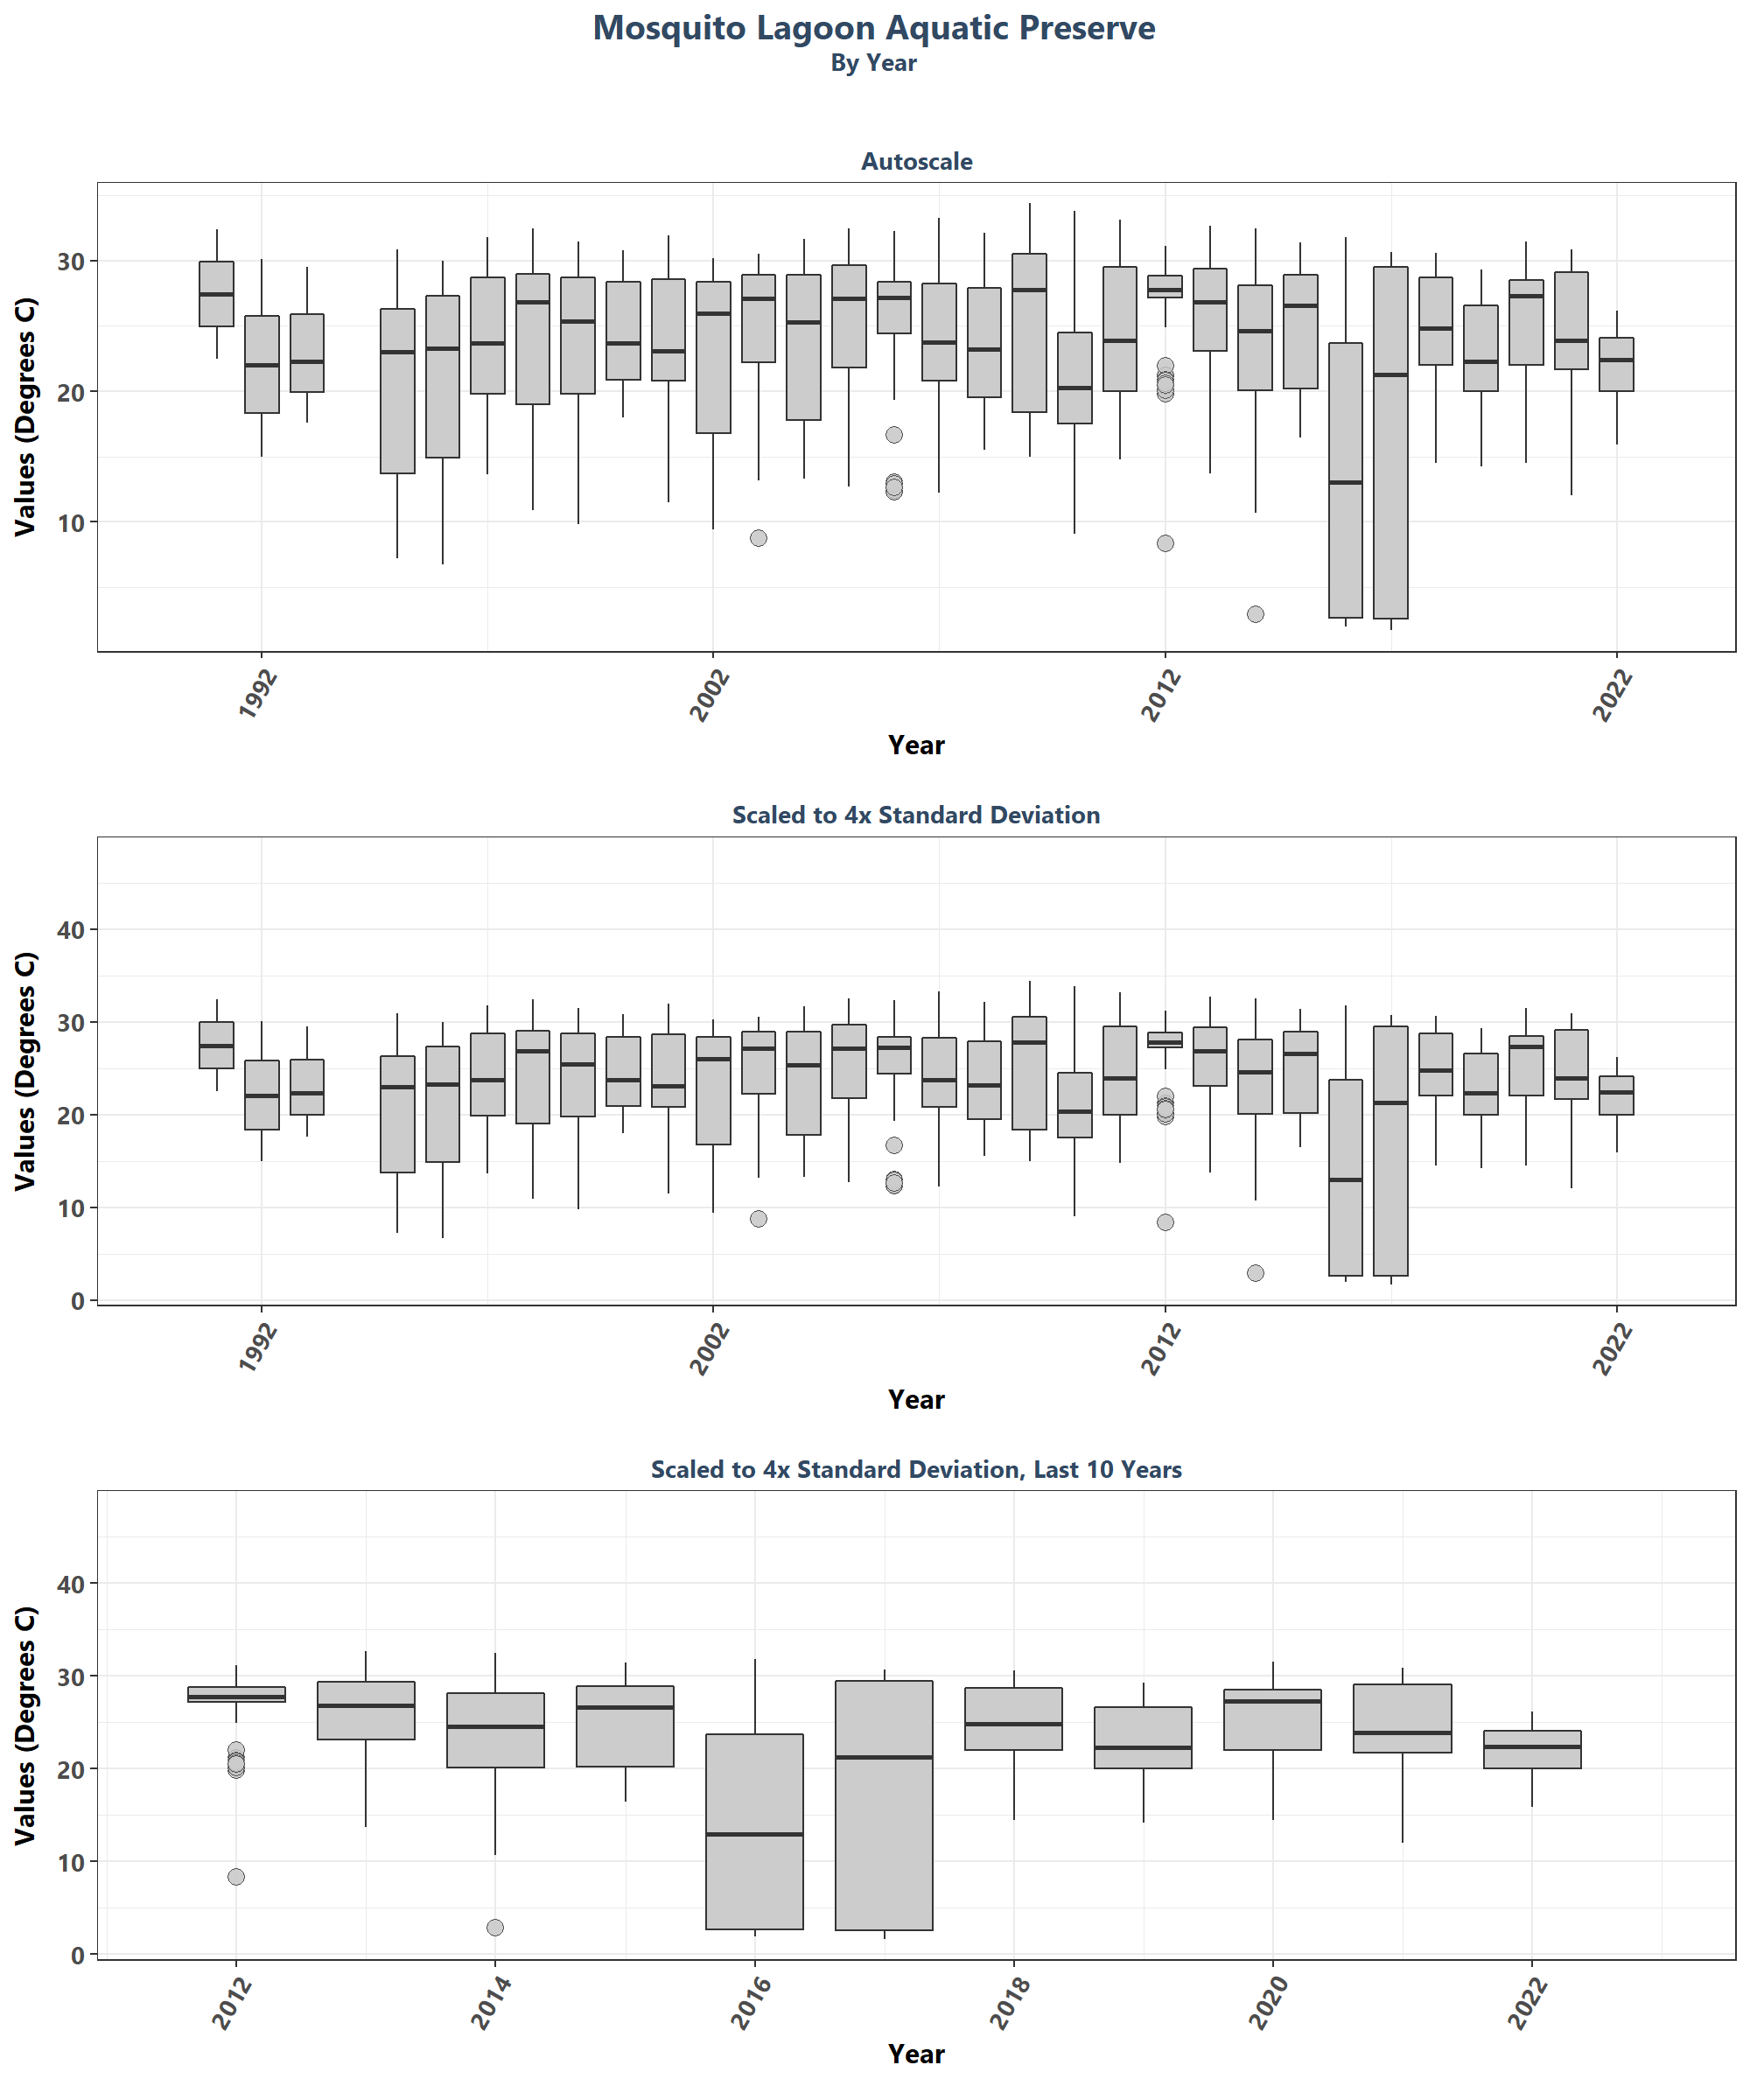 Mosquito Lagoon Aquatic Preserve
By Year
Autoscale
Values (Degrees C)
30
20
10
1992
2002
2012
2022
Year
Scaled to 4x Standard Deviation
Values (Degrees C)
40
30
20
10
0
1992
2002
2012
2022
Year
Scaled to 4x Standard Deviation, Last 10 Years
Values (Degrees C)
40
30
20
10
0
2012
2014
2016
2018
2020
2022
Year